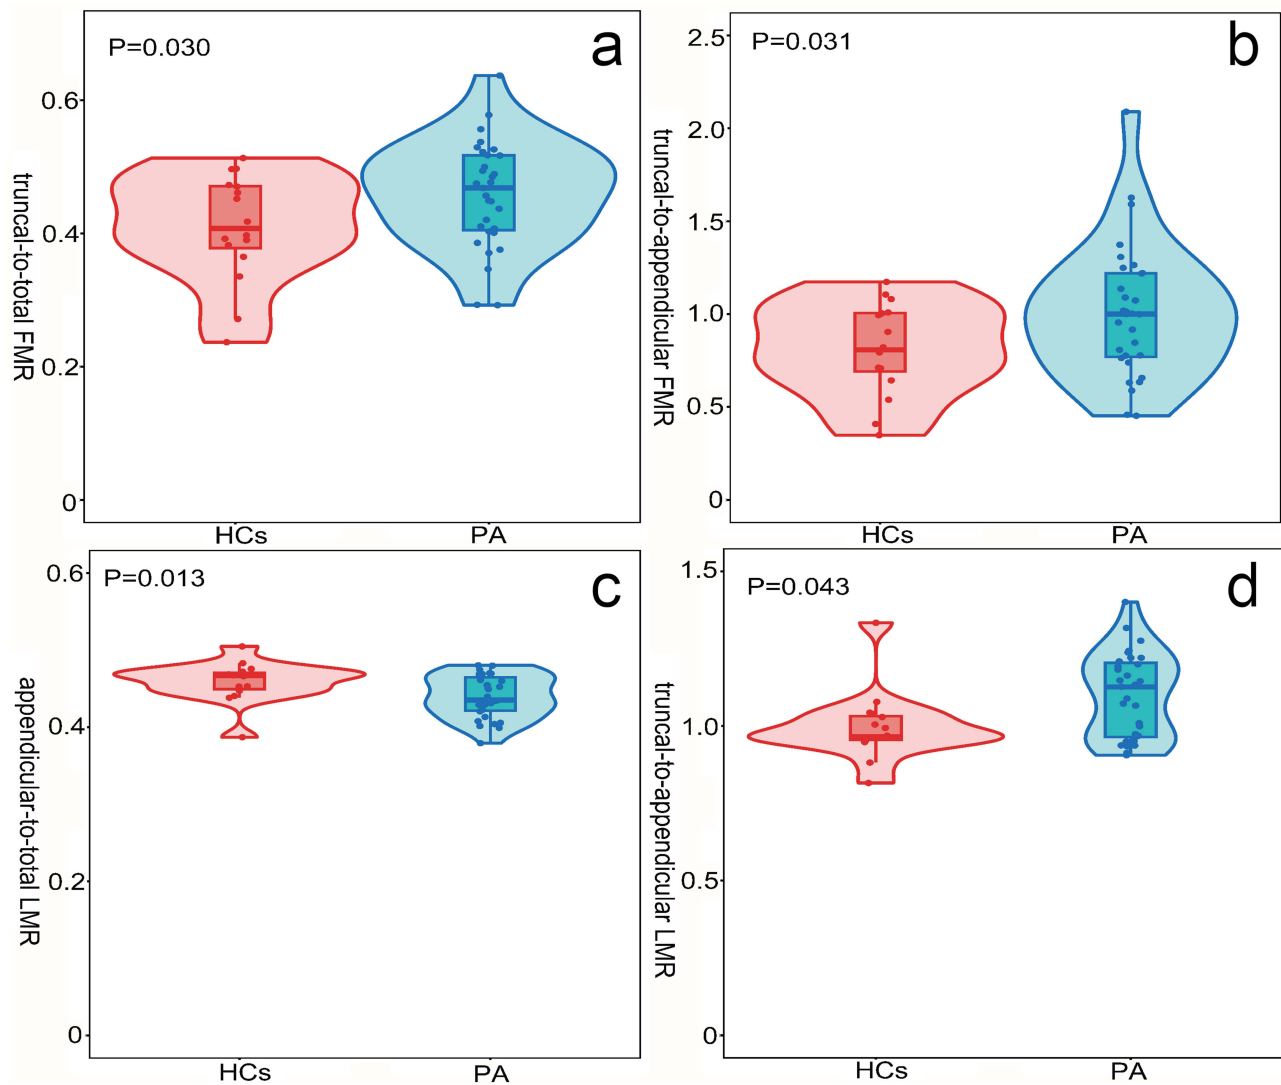 P=0.030
a
truncal-to-total FMR
0.6
0.4
0.2
0
HCs
PA
P=0.031
b
truncal-to-appendicular FMR
2.5
2.0
1.5
1.0
0.5
0
HCs
PA
P=0.013
c
appendicular-to-total LMR
0.6
0.4
0.2
0
HCs
PA
P=0.043
d
truncal-to-appendicular LMR
1.5
1.0
0.5
0
HCs
PA